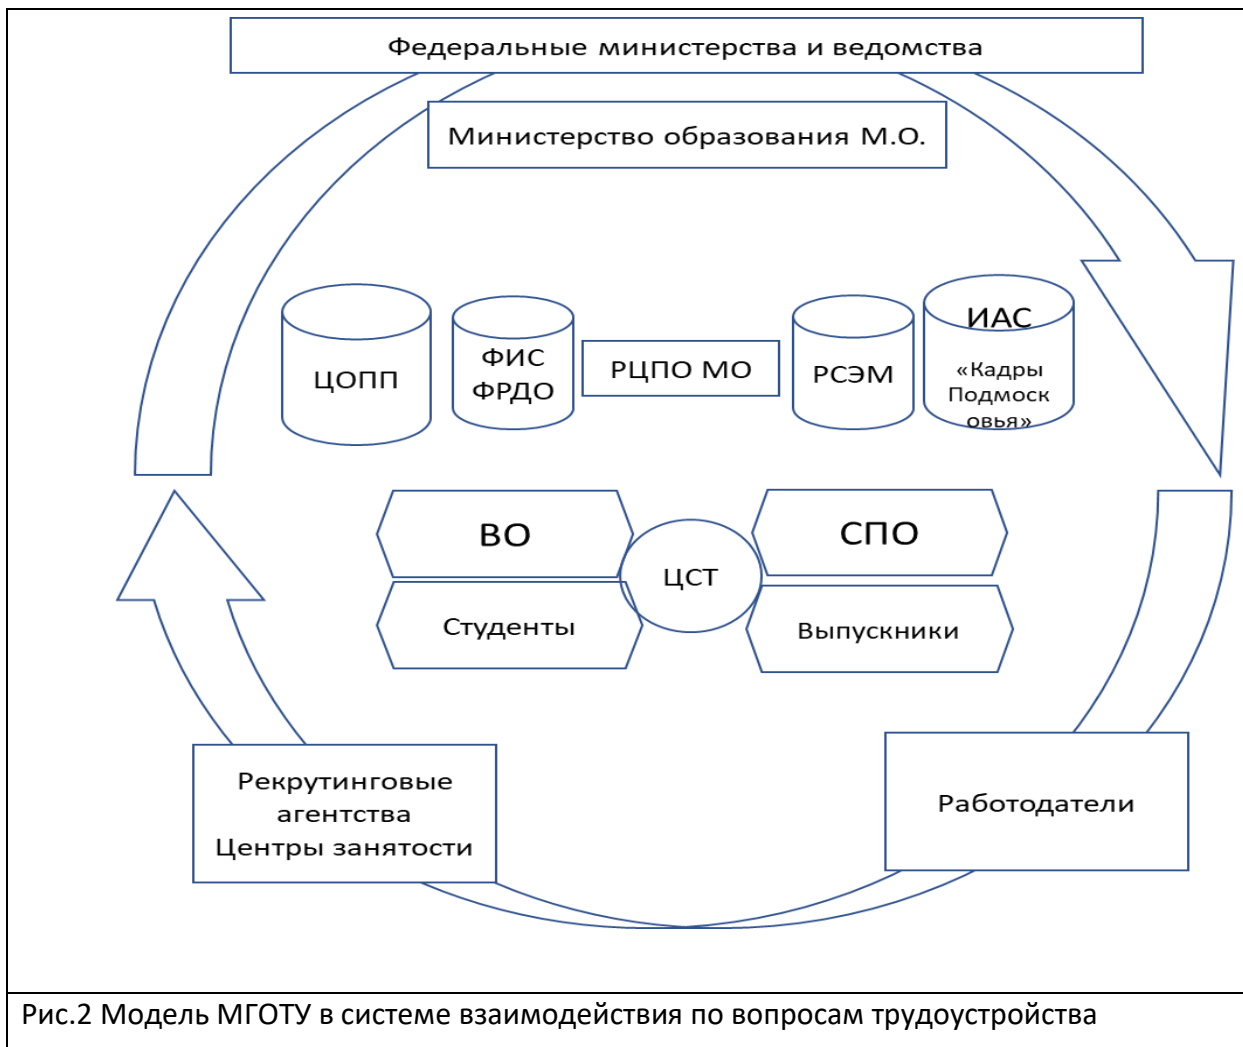 Федеральные министерства и ведомства
Министерство образования М.О.
ЦОПП
ФИС
ФРДО
РЦПО МО
РСЭМ
ИАС
«Кадры
Подмоск
овья»
ВО
СПО
ЦСТ
Студенты
Выпускники
Рекрутинговые
агентства
Центры занятости
Работодатели
Рис.2 Модель МГОТУ в системе взаимодействия по вопросам трудоустройства